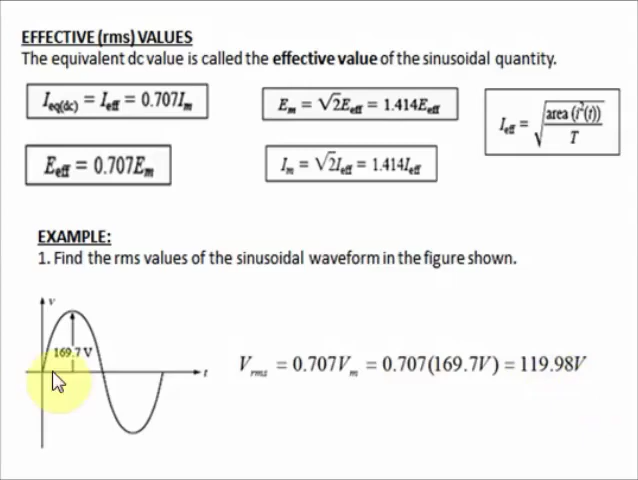 EFFECTIVE (rms) VALUES
The equivalent dc value is called the effective value of the sinusoidal quantity.
I_eq(dc) = I_eff = 0.707I_m
E_m = √2E_eff = 1.414E_eff
I_eff = √(area (i²(t)) / T)
E_eff = 0.707E_m
I_m = √2I_eff = 1.414I_eff
EXAMPLE:
1. Find the rms values of the sinusoidal waveform in the figure shown.
v
169.7 V
t
V_rms = 0.707V_m = 0.707(169.7V) = 119.98V